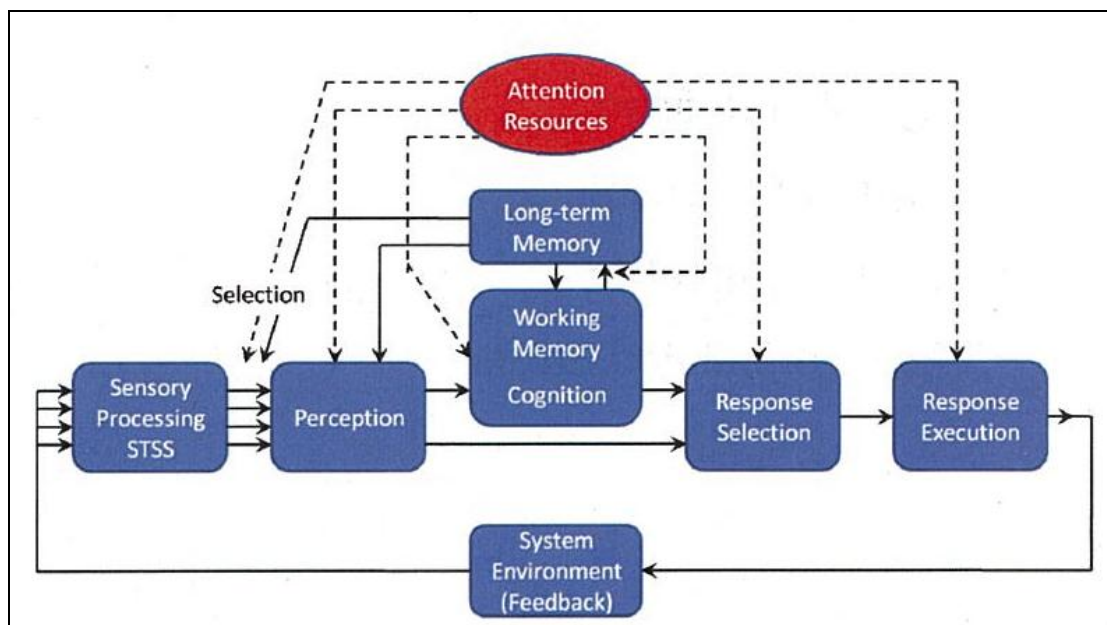 Attention
Resources
Long-term
Memory
Selection
Working
Memory
Cognition
Sensory
Processing
STSS
Perception
Response
Selection
Response
Execution
System
Environment
(Feedback)